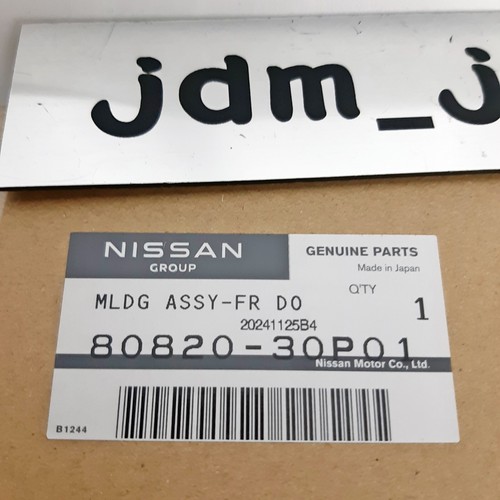 jdm_j
NISSAN
GROUP
GENUINE PARTS
Made in Japan
MLDG ASSY-FR DO
Q'TY
1
20241125B4
80820-30P01
Nissan Motor Co., Ltd.
B1244